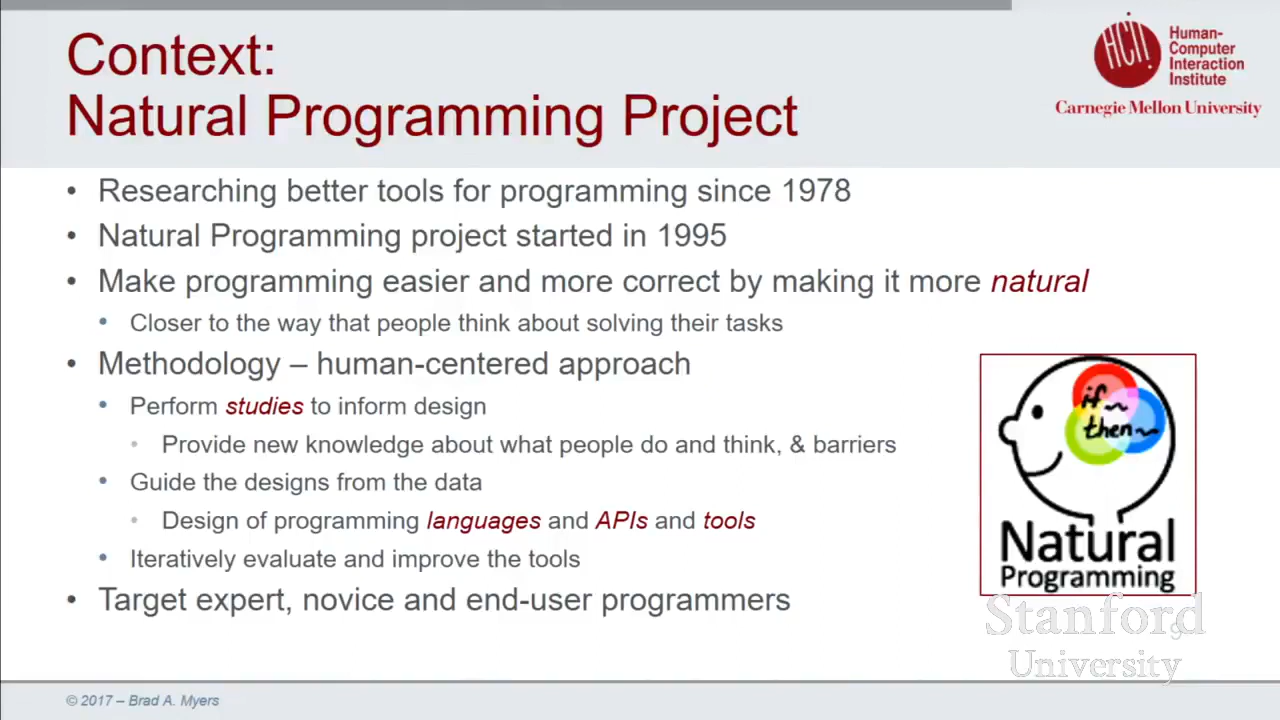 Context:
Natural Programming Project
HCII
Human-
Computer
Interaction
Institute
Carnegie Mellon University
• Researching better tools for programming since 1978
• Natural Programming project started in 1995
• Make programming easier and more correct by making it more natural
• Closer to the way that people think about solving their tasks
• Methodology – human-centered approach
• Perform studies to inform design
• Provide new knowledge about what people do and think, & barriers
• Guide the designs from the data
• Design of programming languages and APIs and tools
• Iteratively evaluate and improve the tools
• Target expert, novice and end-user programmers
if
then
Natural
Programming
Stanford
University
9
© 2017 – Brad A. Myers